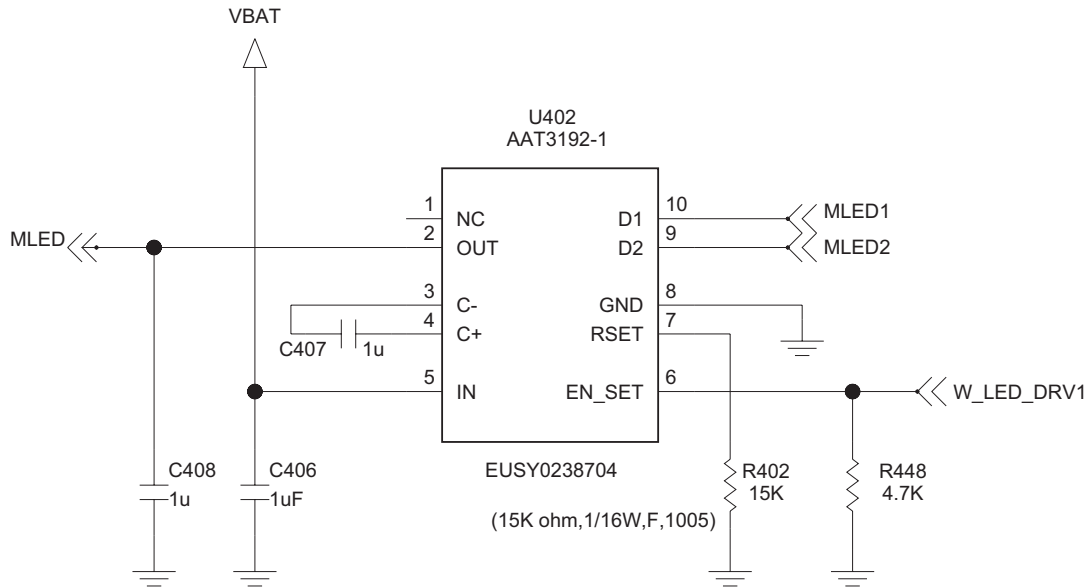 VBAT
U402
AAT3192-1
1
NC
D1
10
MLED1
MLED
2
OUT
D2
9
MLED2
3
C-
GND
8
C407
1u
4
C+
RSET
7
5
IN
EN_SET
6
W_LED_DRV1
C408
1u
C406
1uF
EUSY0238704
R402
15K
R448
4.7K
(15K ohm,1/16W,F,1005)